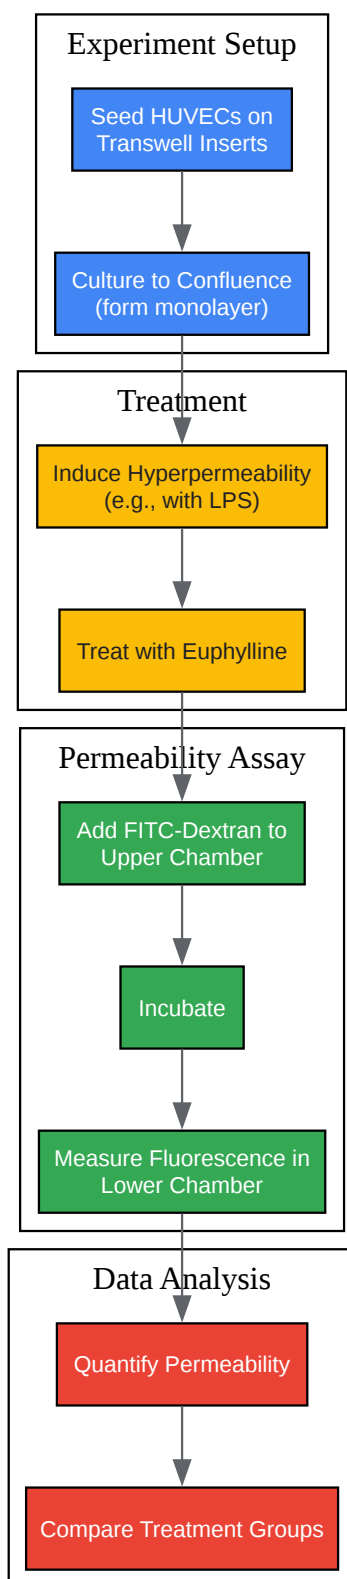 Experiment Setup
Seed HUVECs on
Transwell Inserts
Culture to Confluence
(form monolayer)
Treatment
Induce Hyperpermeability
(e.g., with LPS)
Treat with Euphylline
Permeability Assay
Add FITC-Dextran to
Upper Chamber
Incubate
Measure Fluorescence in
Lower Chamber
Data Analysis
Quantify Permeability
Compare Treatment Groups